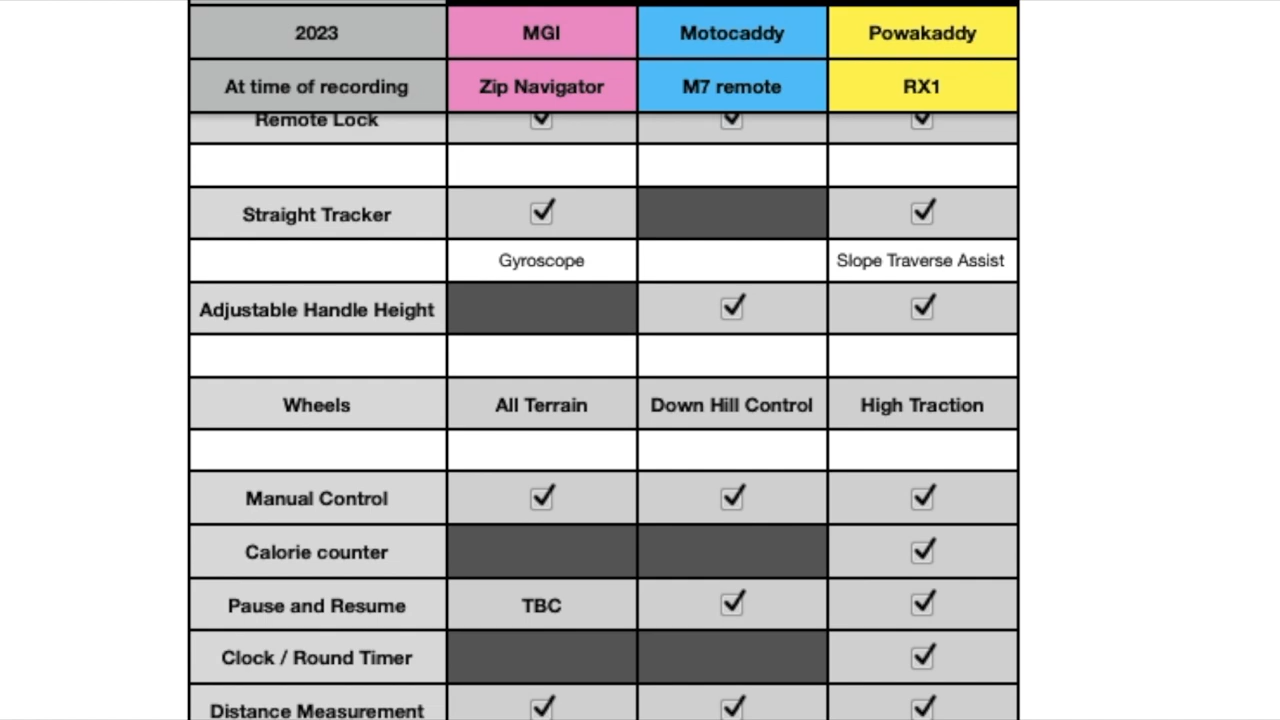 2023 MGI Motocaddy Powakaddy
At time of recording Zip Navigator M7 remote RX1
Remote Lock
Straight Tracker
Gyroscope Slope Traverse Assist
Adjustable Handle Height
Wheels All Terrain Down Hill Control High Traction
Manual Control
Calorie counter
Pause and Resume TBC
Clock / Round Timer
Distance Measurement